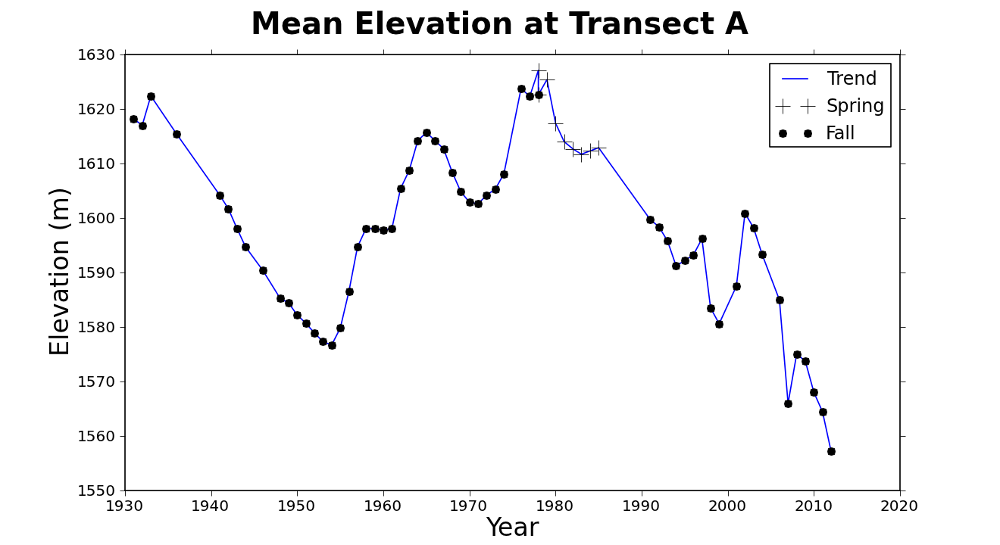 Mean Elevation at Transect A
1630
1620
1610
1600
1590
1580
1570
1560
1550
Elevation (m)
Trend
Spring
Fall
1930 1940 1950 1960 1970 1980 1990 2000 2010 2020
Year